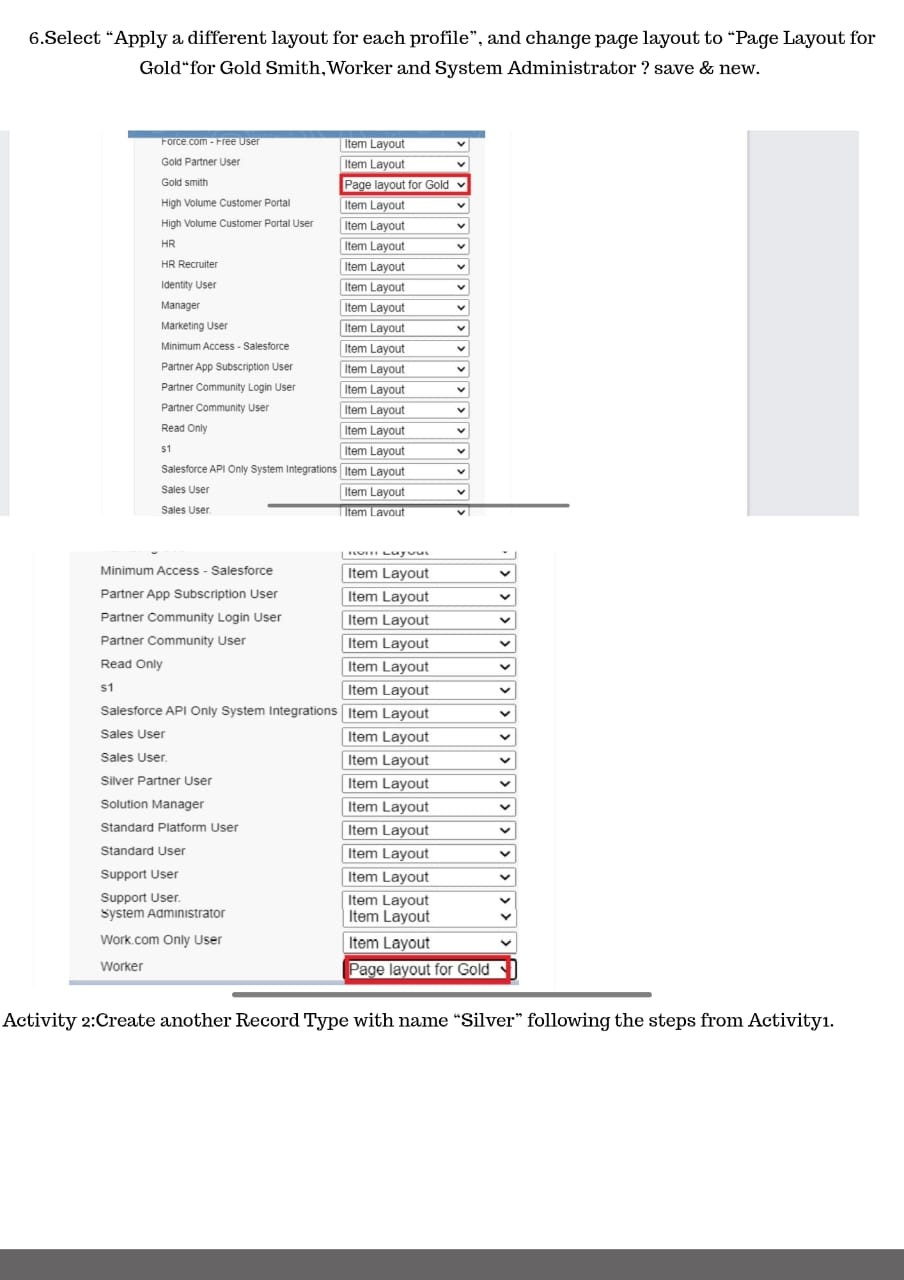 6.Select “Apply a different layout for each profile”, and change page layout to “Page Layout for
Gold“for Gold Smith,Worker and System Administrator ? save & new.
Force.com - Free User Item Layout
Gold Partner User Item Layout
Gold smith Page layout for Gold
High Volume Customer Portal Item Layout
High Volume Customer Portal User Item Layout
HR Item Layout
HR Recruiter Item Layout
Identity User Item Layout
Manager Item Layout
Marketing User Item Layout
Minimum Access - Salesforce Item Layout
Partner App Subscription User Item Layout
Partner Community Login User Item Layout
Partner Community User Item Layout
Read Only Item Layout
s1 Item Layout
Salesforce API Only System Integrations Item Layout
Sales User Item Layout
Sales User. Item Layout
Item Layout
Minimum Access - Salesforce Item Layout
Partner App Subscription User Item Layout
Partner Community Login User Item Layout
Partner Community User Item Layout
Read Only Item Layout
s1 Item Layout
Salesforce API Only System Integrations Item Layout
Sales User Item Layout
Sales User. Item Layout
Silver Partner User Item Layout
Solution Manager Item Layout
Standard Platform User Item Layout
Standard User Item Layout
Support User Item Layout
Support User. Item Layout
System Administrator Item Layout
Work.com Only User Item Layout
Worker Page layout for Gold
Activity 2:Create another Record Type with name “Silver” following the steps from Activity1.